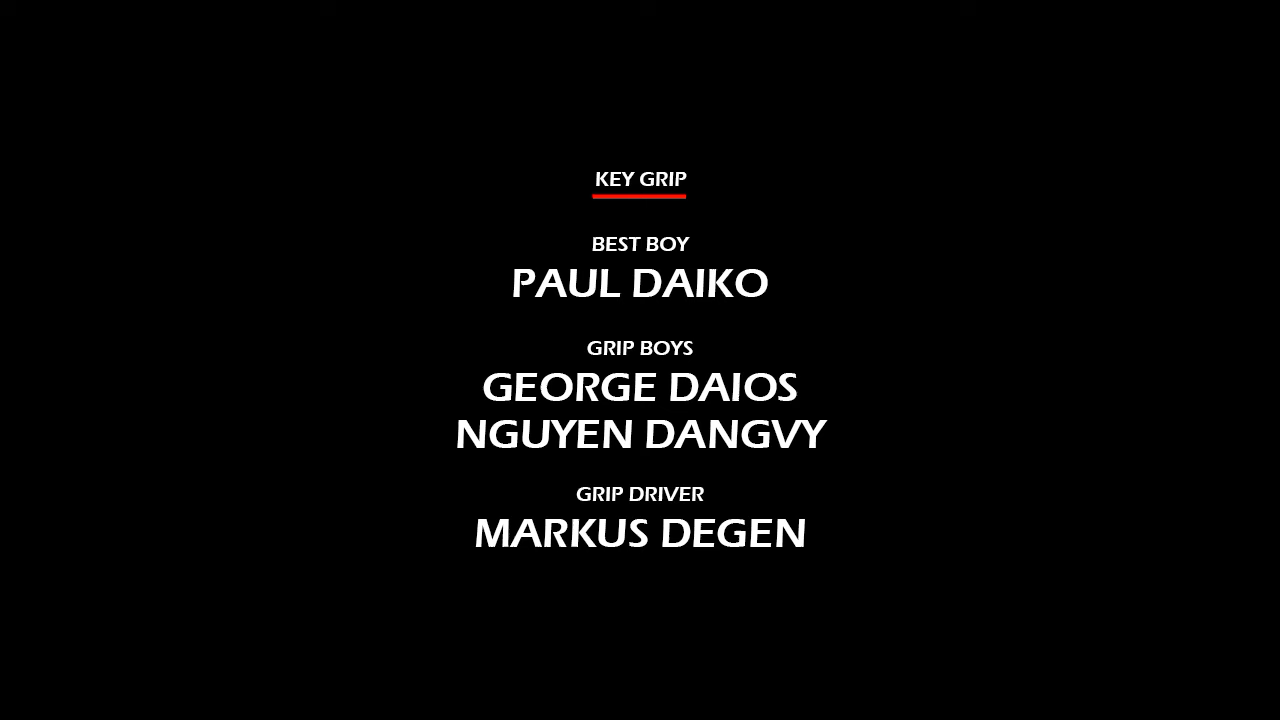 KEY GRIP
BEST BOY
PAUL DAIKO
GRIP BOYS
GEORGE DAIOS
NGUYEN DANGVY
GRIP DRIVER
MARKUS DEGEN